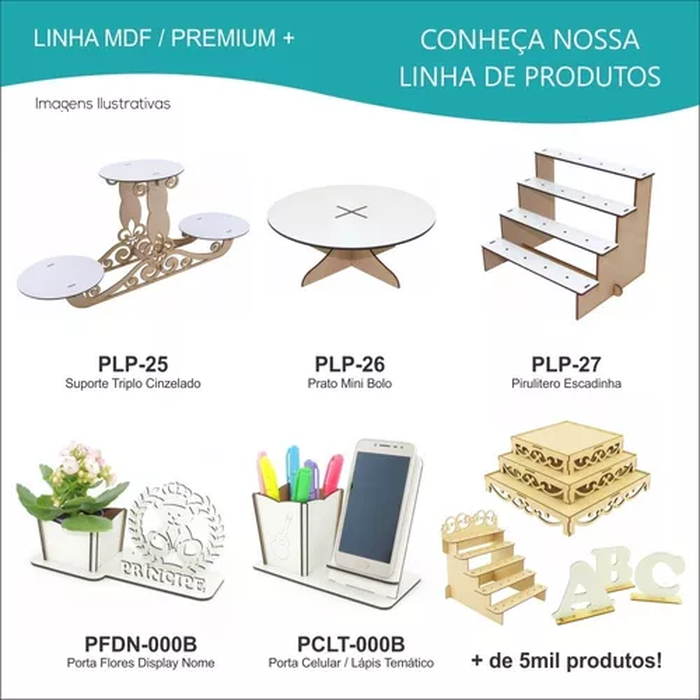 LINHA MDF / PREMIUM +
CONHEÇA NOSSA
LINHA DE PRODUTOS
Imagens Ilustrativas
PLP-25
Suporte Triplo Cinzelado
PLP-26
Prato Mini Bolo
PLP-27
Pirulitero Escadinha
PRÍNCIPE
ABC
PFDN-000B
Porta Flores Display Nome
PCLT-000B
Porta Celular / Lápis Temático
+ de 5mil produtos!